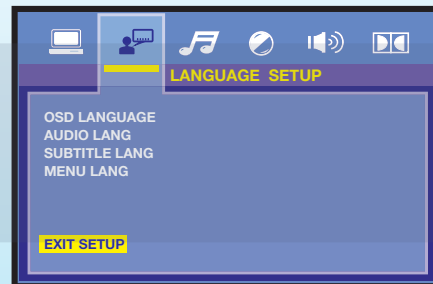 LANGUAGE SETUP
OSD LANGUAGE
AUDIO LANG
SUBTITLE LANG
MENU LANG
EXIT SETUP